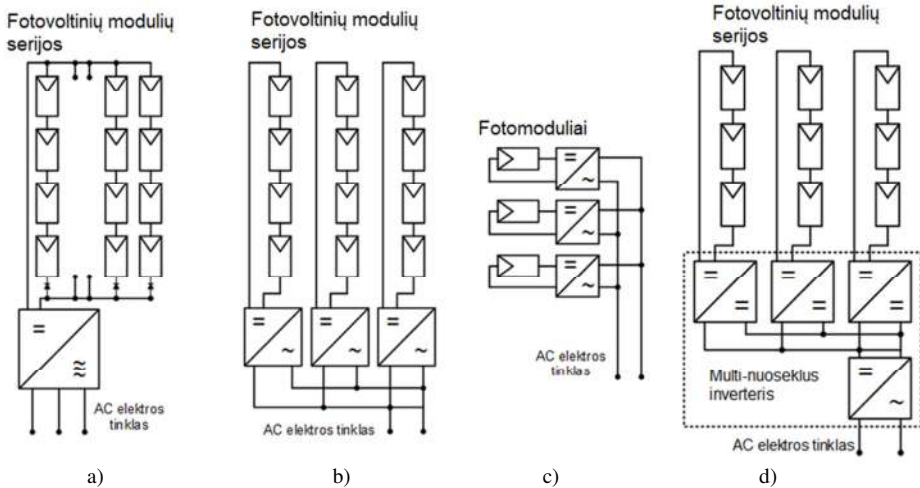 Fotovoltinių modulių
serijos
=
≈
AC elektros
tinklas
a)
Fotovoltinių modulių
serijos
=
~
=
~
=
~
AC elektros tinklas
b)
Fotomoduliai
=
~
=
~
=
~
AC elektros
tinklas
c)
Fotovoltinių modulių
serijos
=
=
=
=
=
=
Multi-nuoseklus
inverteris
=
~
AC elektros tinklas
d)